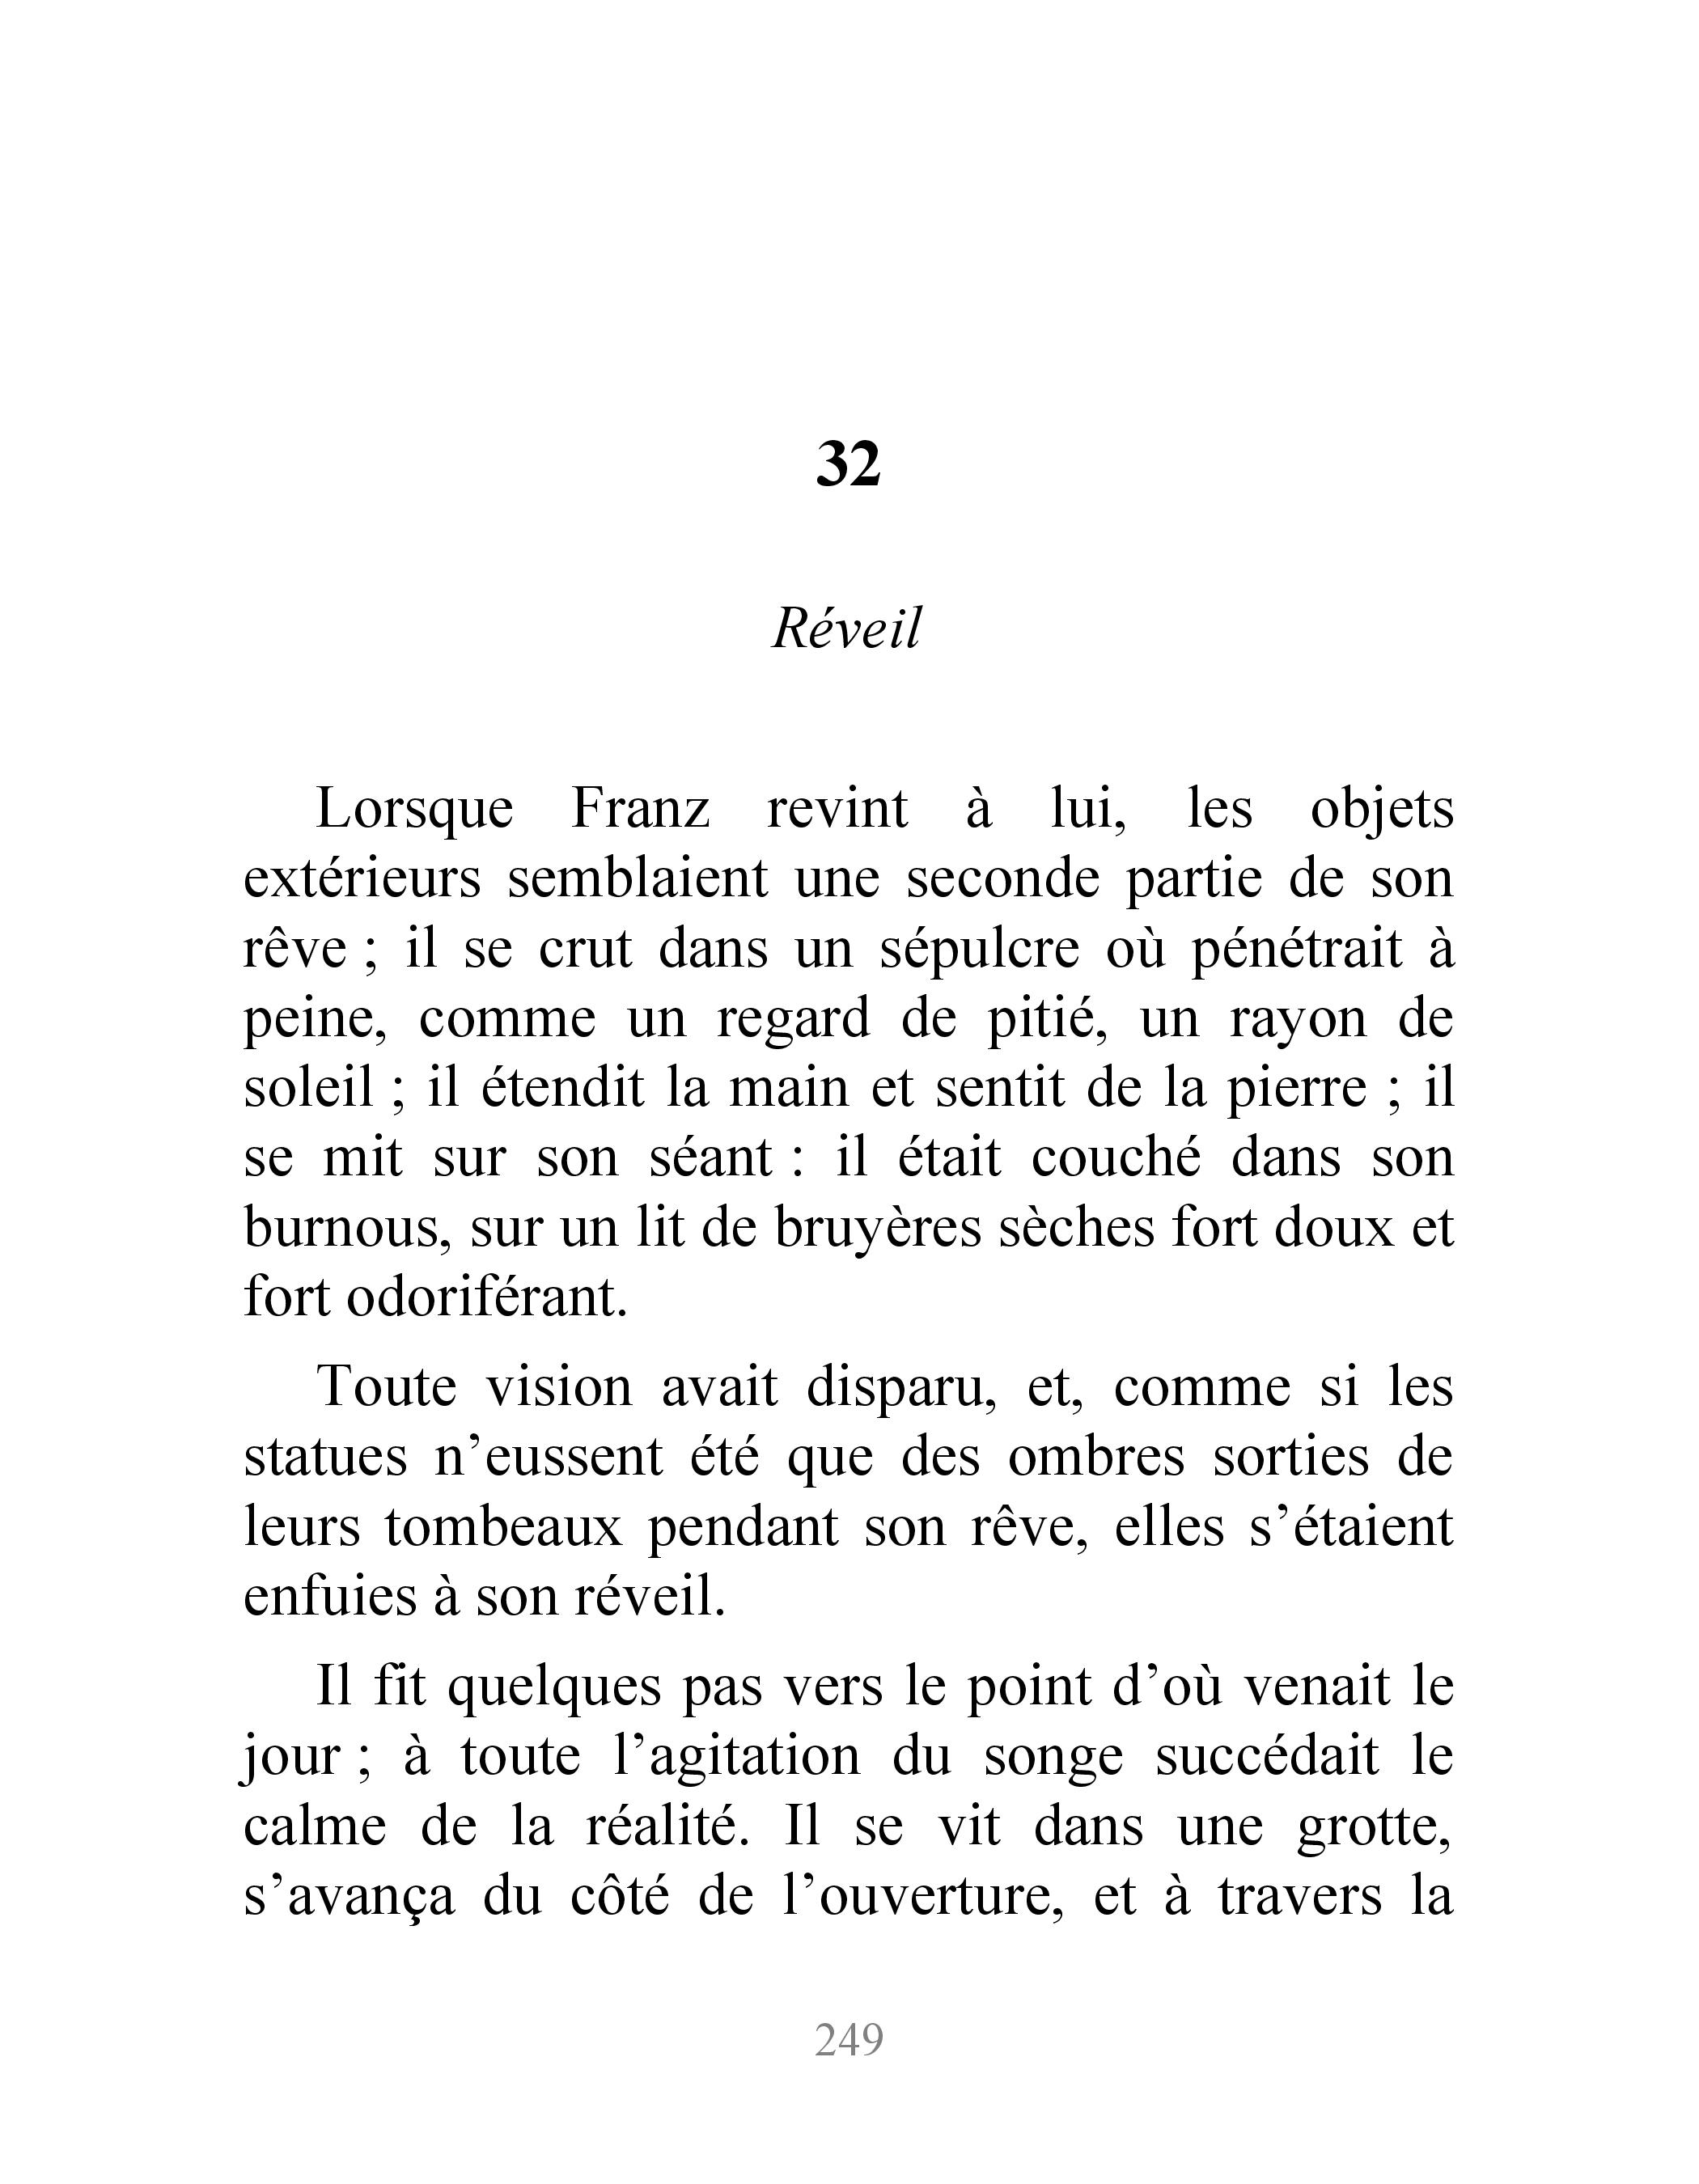 32
Réveil
Lorsque Franz revint à lui, les objets
extérieurs semblaient une seconde partie de son
rêve ; il se crut dans un sépulcre où pénétrait à
peine, comme un regard de pitié, un rayon de
soleil ; il étendit la main et sentit de la pierre ; il
se mit sur son séant : il était couché dans son
burnous, sur un lit de bruyères sèches fort doux et
fort odoriférant.
Toute vision avait disparu, et, comme si les
statues n’eussent été que des ombres sorties de
leurs tombeaux pendant son rêve, elles s’étaient
enfuies à son réveil.
Il fit quelques pas vers le point d’où venait le
jour ; à toute l’agitation du songe succédait le
calme de la réalité. Il se vit dans une grotte,
s’avança du côté de l’ouverture, et à travers la
249